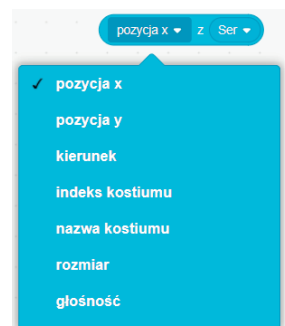 pozycja x z Ser
pozycja x
pozycja y
kierunek
indeks kostiumu
nazwa kostiumu
rozmiar
głośność